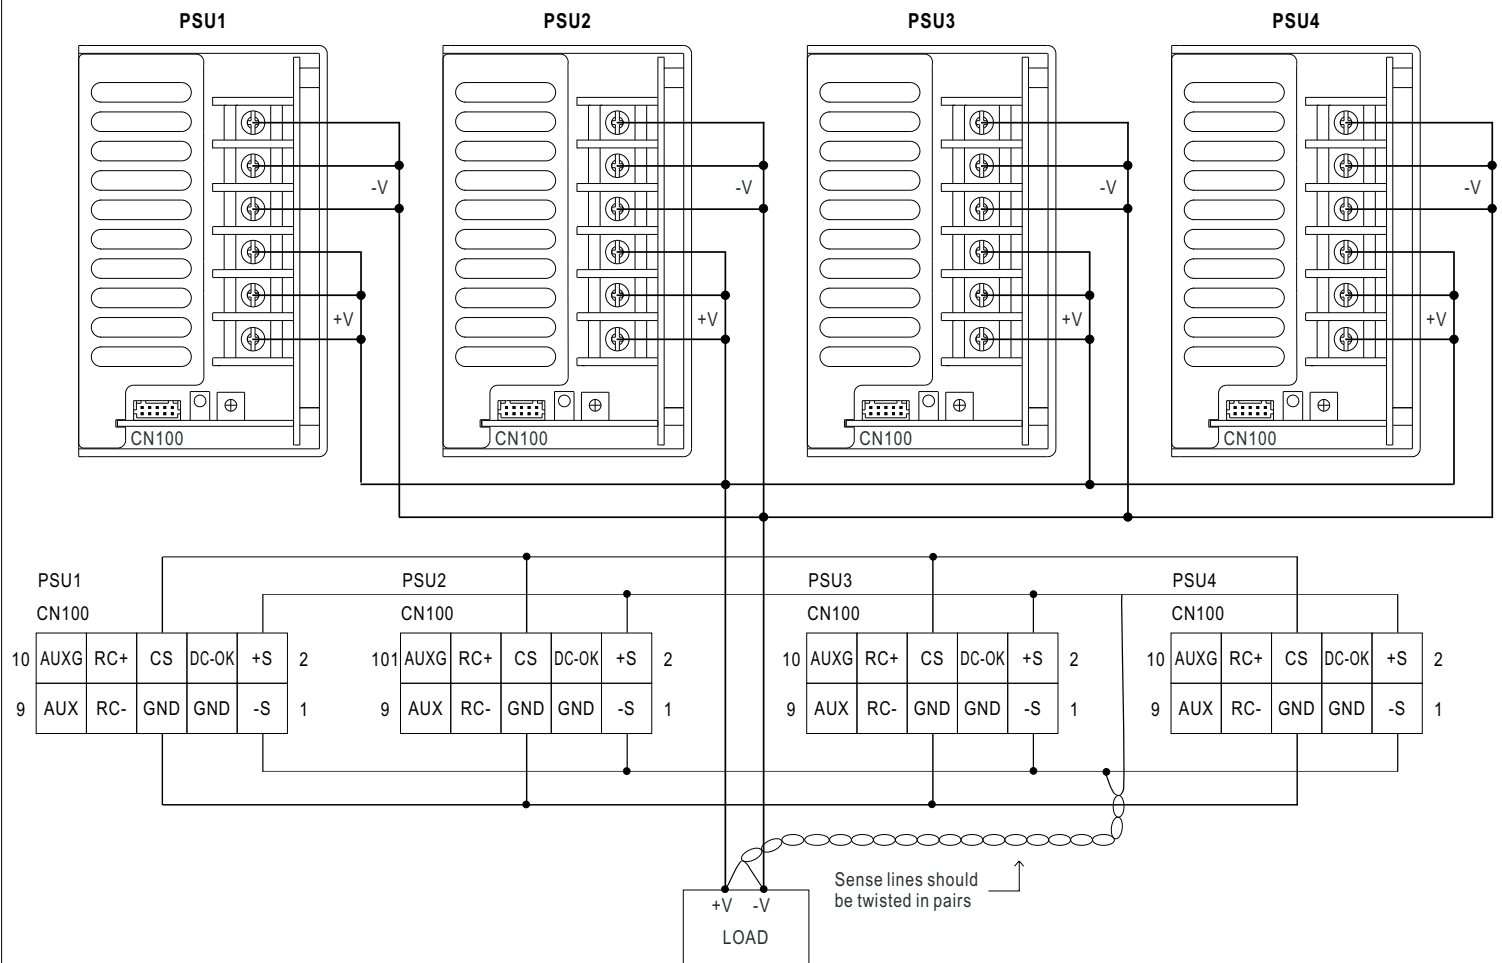 PSU1 PSU2 PSU3 PSU4
-V -V -V -V
+V +V +V +V
CN100 CN100 CN100 CN100
PSU1 PSU2 PSU3 PSU4
CN100 CN100 CN100 CN100
10 AUXG RC+ CS DC-OK +S 2 101 AUXG RC+ CS DC-OK +S 2 10 AUXG RC+ CS DC-OK +S 2 10 AUXG RC+ CS DC-OK +S 2
9 AUX RC- GND GND -S 1 9 AUX RC- GND GND -S 1 9 AUX RC- GND GND -S 1 9 AUX RC- GND GND -S 1
Sense lines should
be twisted in pairs
+V -V
LOAD